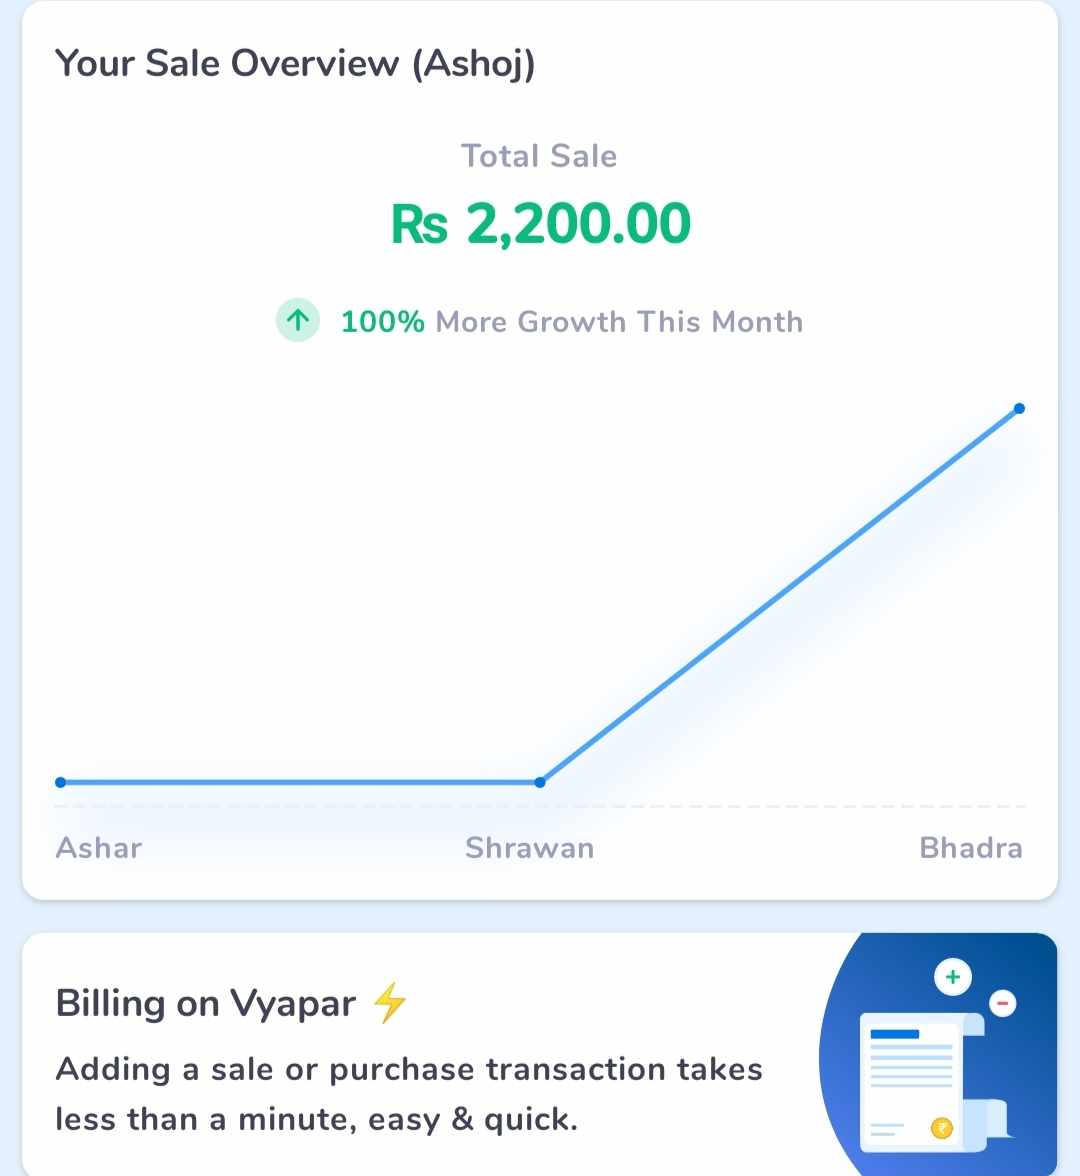 Your Sale Overview (Ashoj)
Total Sale
₨ 2,200.00
100% More Growth This Month
Ashar
Shrawan
Bhadra
Billing on Vyapar ⚡
Adding a sale or purchase transaction takes
less than a minute, easy & quick.
₹